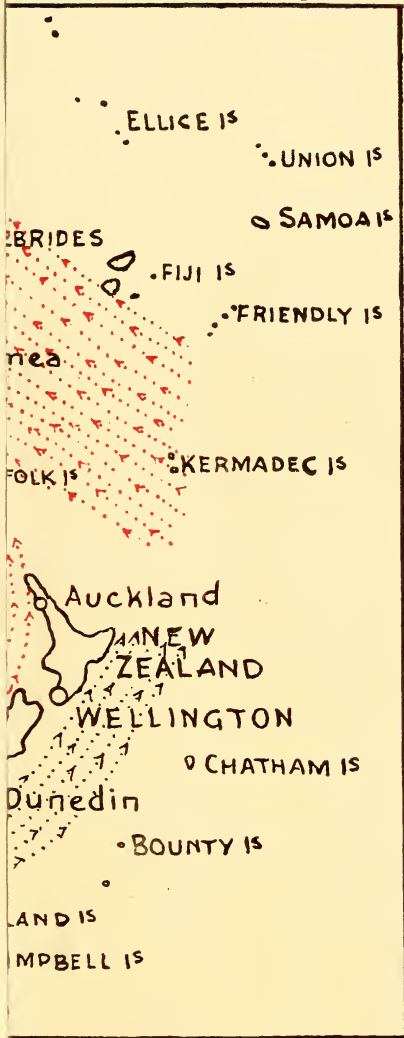 ELLICE IS
UNION IS
SAMOA IS
EBRIDES
FIJI IS
FRIENDLY IS
nea
KERMADEC IS
FOLK IS
Auckland
NEW
ZEALAND
WELLINGTON
CHATHAM IS
Dunedin
BOUNTY IS
LAND IS
MPBELL IS